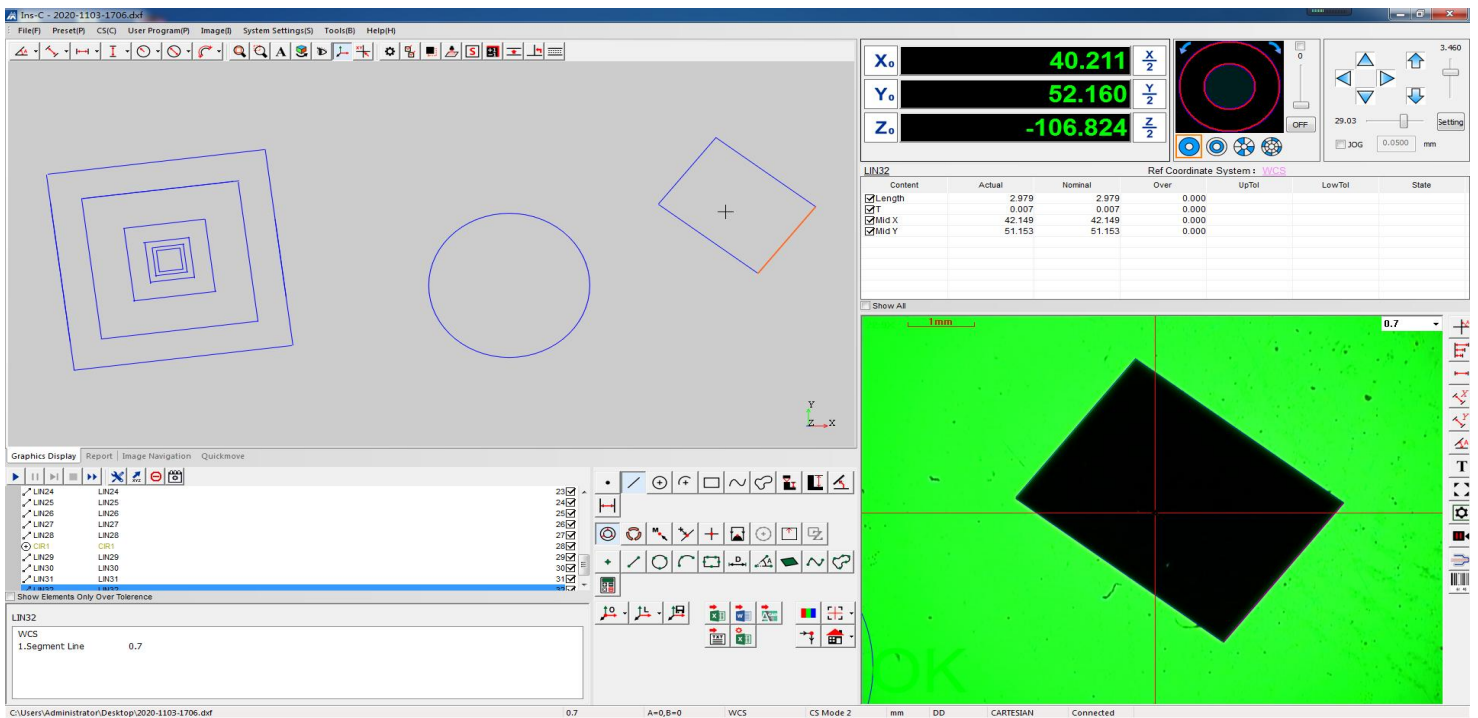 Ins-C - 2020-1103-1706.dxf
File(F) Preset(P) CS(C) User Program(P) Image(I) System Settings(S) Tools(B) Help(H)
X₀ 40.211 X/2
Y₀ 52.160 Y/2
Z₀ -106.824 Z/2
0
OFF
3.460
29.03 Setting
JOG 0.0500 mm
LIN32 Ref Coordinate System : WCS
Content Actual Nominal Over UpTol LowTol State
Length 2.979 2.979 0.000
T 0.007 0.007 0.000
Mid X 42.149 42.149 0.000
Mid Y 51.153 51.153 0.000
Show All
1mm
0.7
OK
Y
Z X
Graphics Display Report Image Navigation Quickmove
LIN24 LIN24 23
LIN25 LIN25 24
LIN26 LIN26 25
LIN27 LIN27 26
LIN28 LIN28 27
CIR1 CIR1 28
LIN29 LIN29 29
LIN30 LIN30 30
LIN31 LIN31 31
LIN32 LIN32 32
Show Elements Only Over Tolerance
LIN32
WCS
1.Segment Line 0.7
C:\Users\Administrator\Desktop\2020-1103-1706.dxf 0.7 A=0,B=0 WCS CS Mode 2 mm DD CARTESIAN Connected